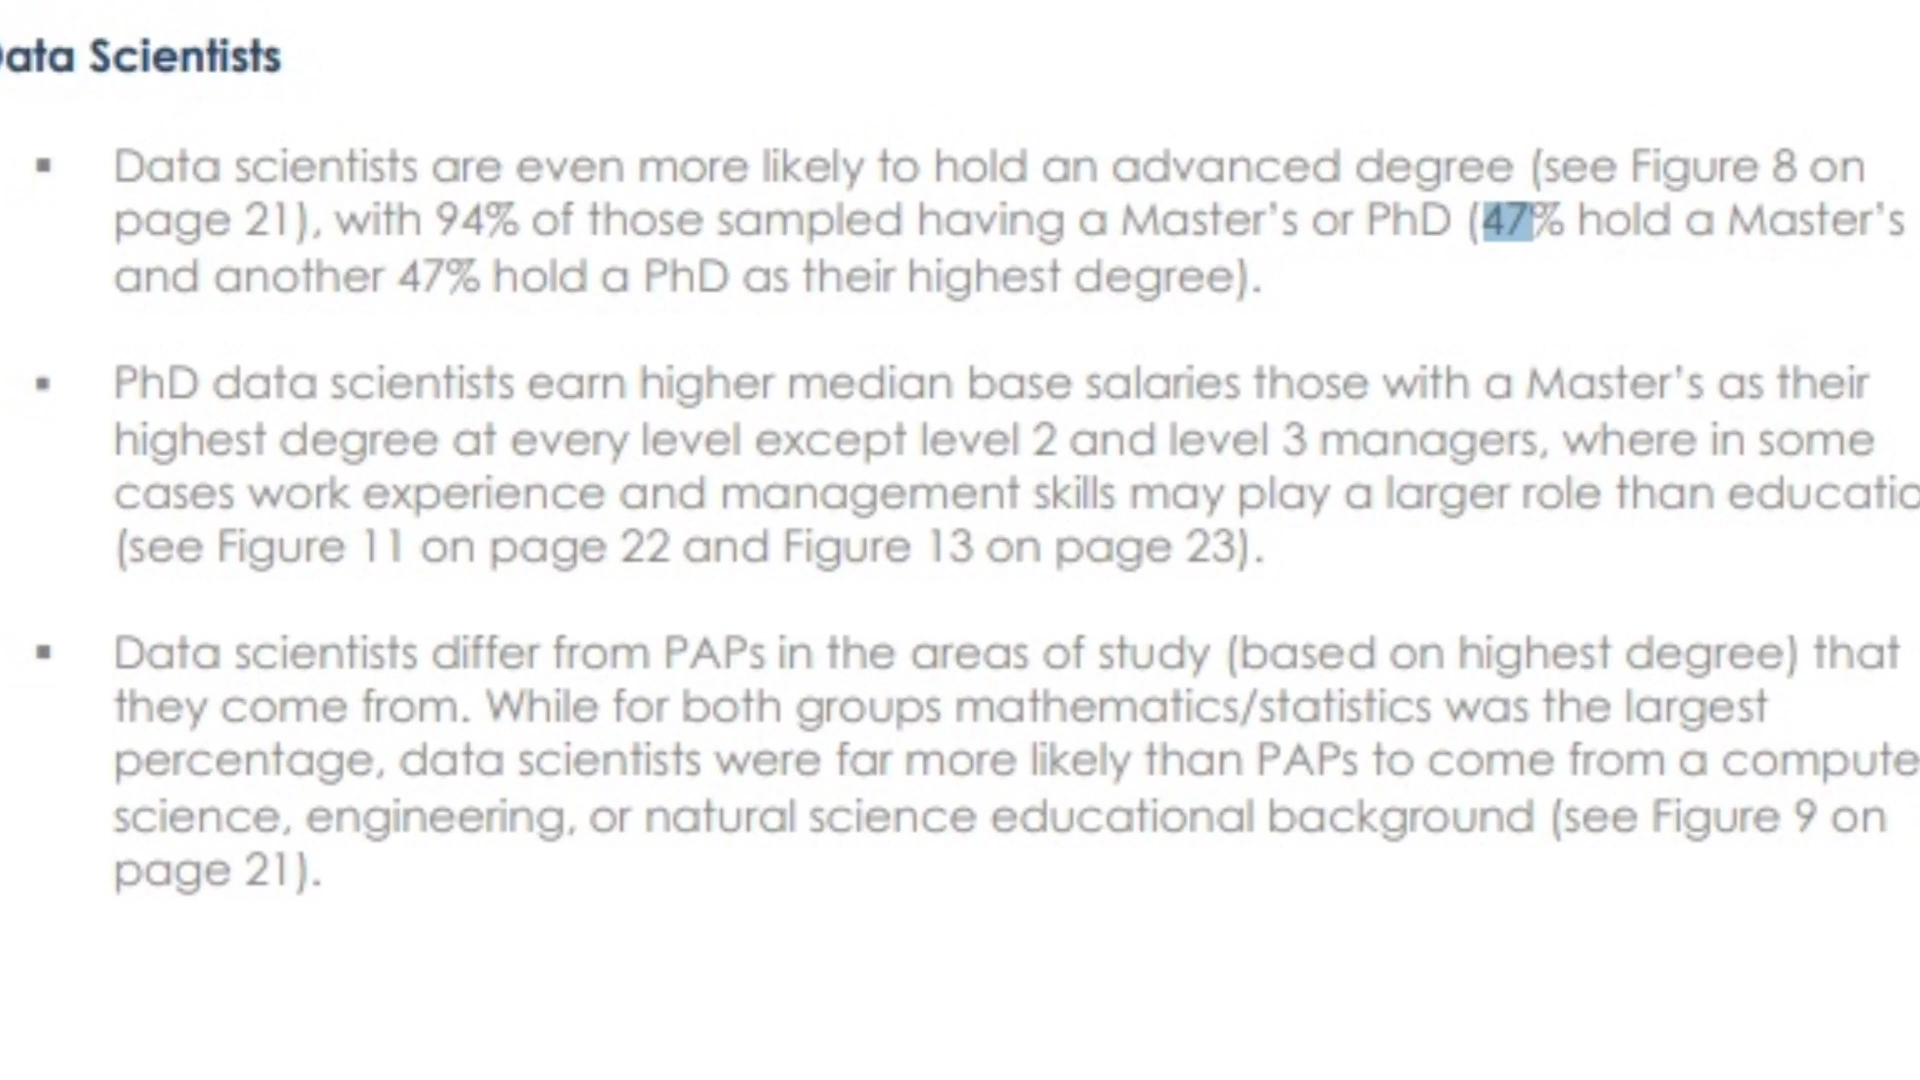 ata Scientists
▪ Data scientists are even more likely to hold an advanced degree (see Figure 8 on
page 21), with 94% of those sampled having a Master's or PhD (47% hold a Master's
and another 47% hold a PhD as their highest degree).
▪ PhD data scientists earn higher median base salaries those with a Master's as their
highest degree at every level except level 2 and level 3 managers, where in some
cases work experience and management skills may play a larger role than educatio
(see Figure 11 on page 22 and Figure 13 on page 23).
▪ Data scientists differ from PAPs in the areas of study (based on highest degree) that
they come from. While for both groups mathematics/statistics was the largest
percentage, data scientists were far more likely than PAPs to come from a compute
science, engineering, or natural science educational background (see Figure 9 on
page 21).